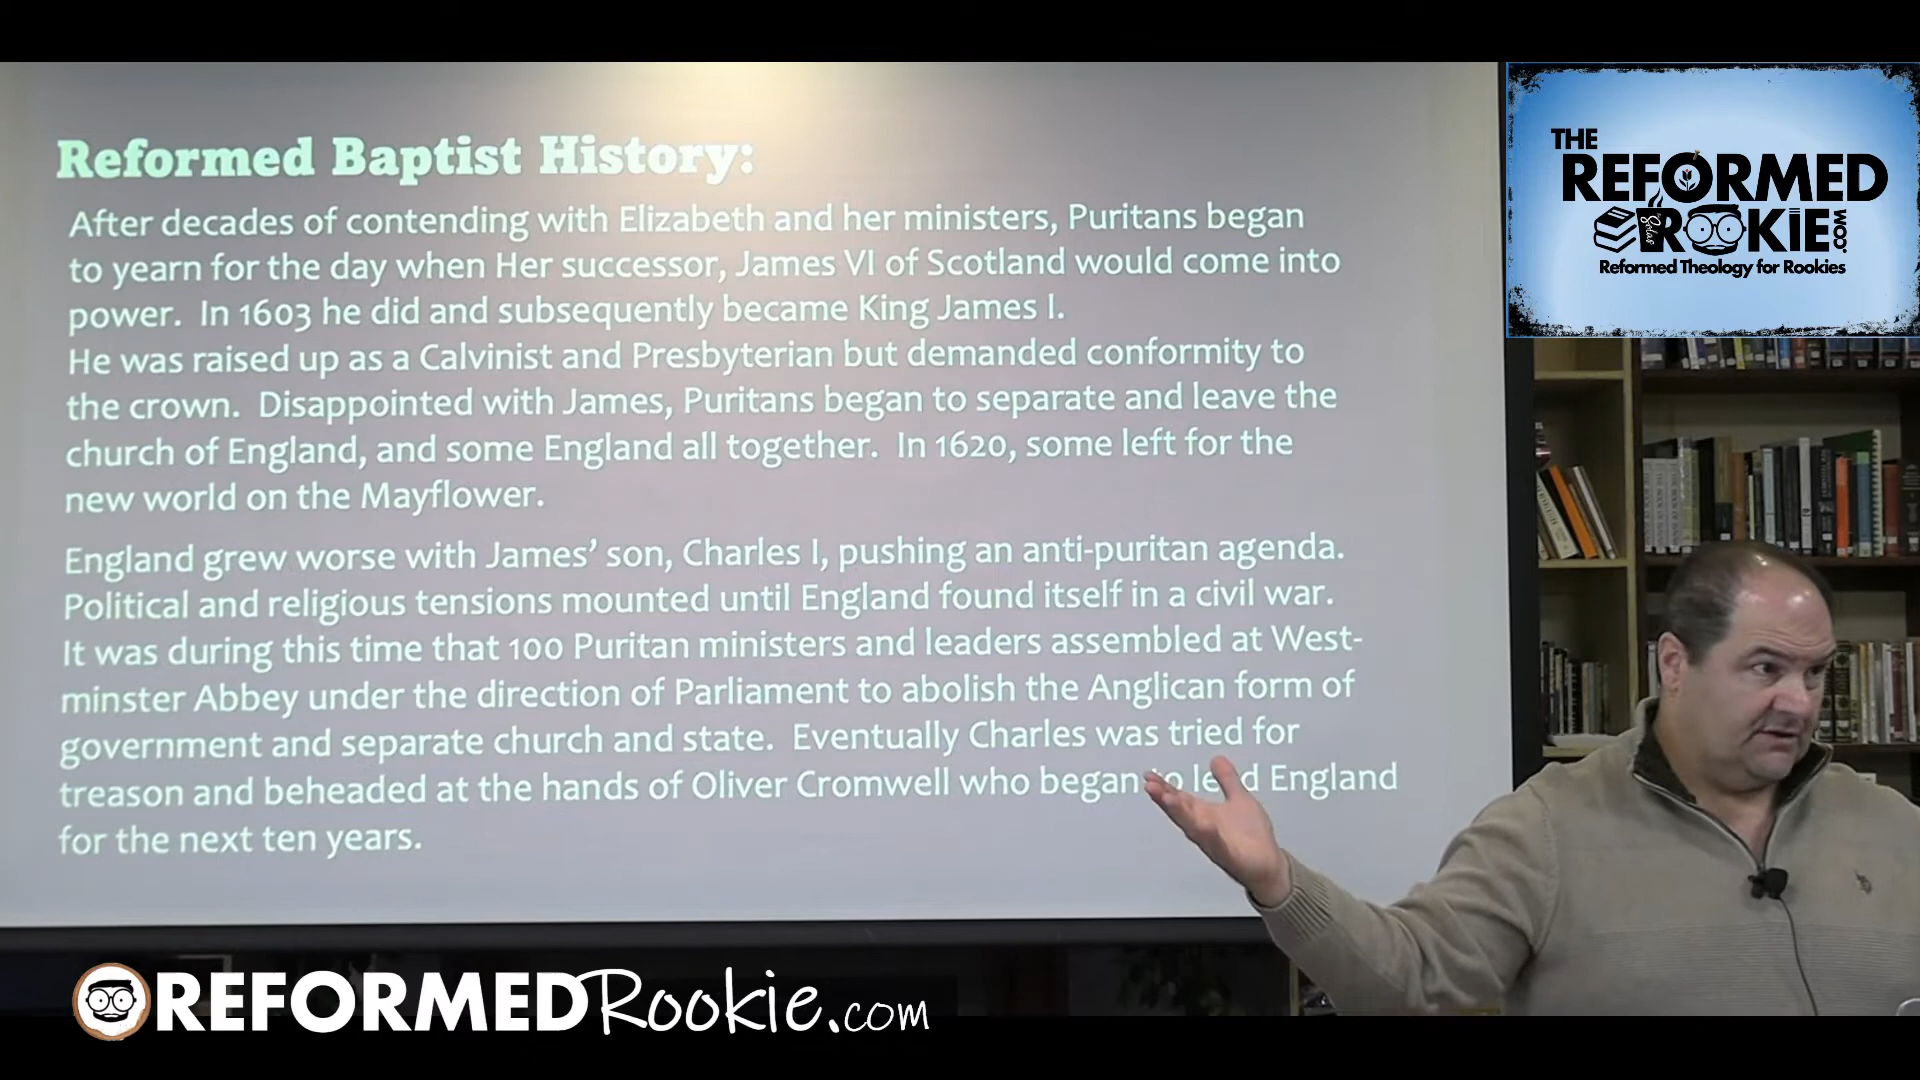 Reformed Baptist History:
After decades of contending with Elizabeth and her ministers, Puritans began
to yearn for the day when Her successor, James VI of Scotland would come into
power. In 1603 he did and subsequently became King James I.
He was raised up as a Calvinist and Presbyterian but demanded conformity to
the crown. Disappointed with James, Puritans began to separate and leave the
church of England, and some England all together. In 1620, some left for the
new world on the Mayflower.
England grew worse with James' son, Charles I, pushing an anti-puritan agenda.
Political and religious tensions mounted until England found itself in a civil war.
It was during this time that 100 Puritan ministers and leaders assembled at West-
minster Abbey under the direction of Parliament to abolish the Anglican form of
government and separate church and state. Eventually Charles was tried for
treason and beheaded at the hands of Oliver Cromwell who began to lead England
for the next ten years.
THE
REFORMED
ROOKIE.COM
Reformed Theology for Rookies
REFORMEDRookie.com